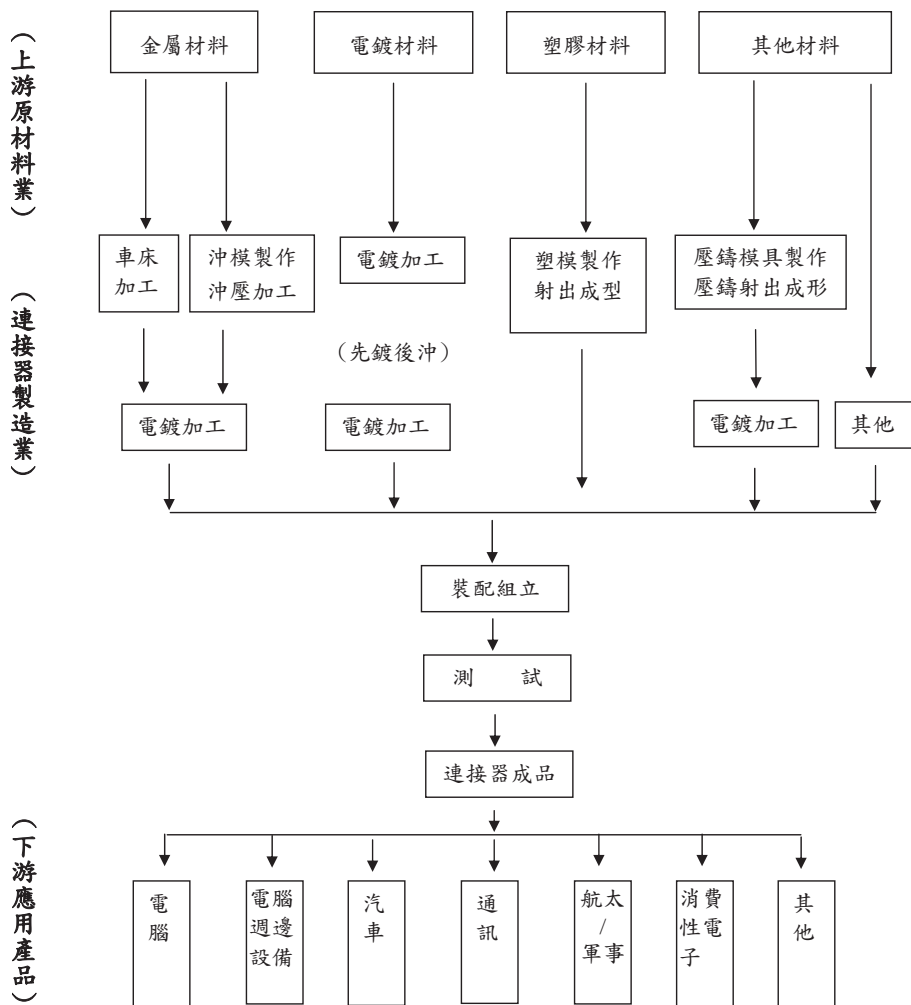 （上游原材料業）
金屬材料
電鍍材料
塑膠材料
其他材料
（連接器製造業）
車床
加工
沖模製作
沖壓加工
電鍍加工
塑模製作
射出成型
壓鑄模具製作
壓鑄射出成形
（先鍍後沖）
電鍍加工
電鍍加工
電鍍加工
其他
裝配組立
測　　試
連接器成品
（下游應用產品）
電
腦
電腦
週邊
設備
汽
車
通
訊
航太
/
軍事
消費
性電
子
其
他